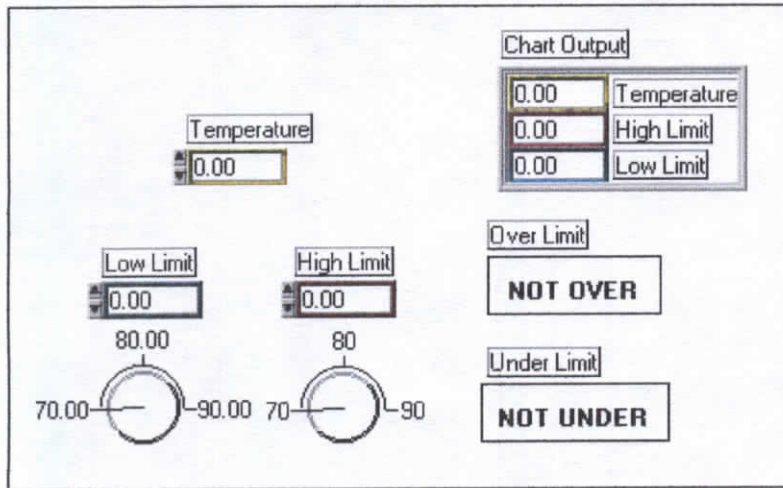 Chart Output
0.00 Temperature
0.00 High Limit
0.00 Low Limit
Temperature
0.00
Low Limit
0.00
80.00
70.00 90.00
High Limit
0.00
80
70 90
Over Limit
NOT OVER
Under Limit
NOT UNDER